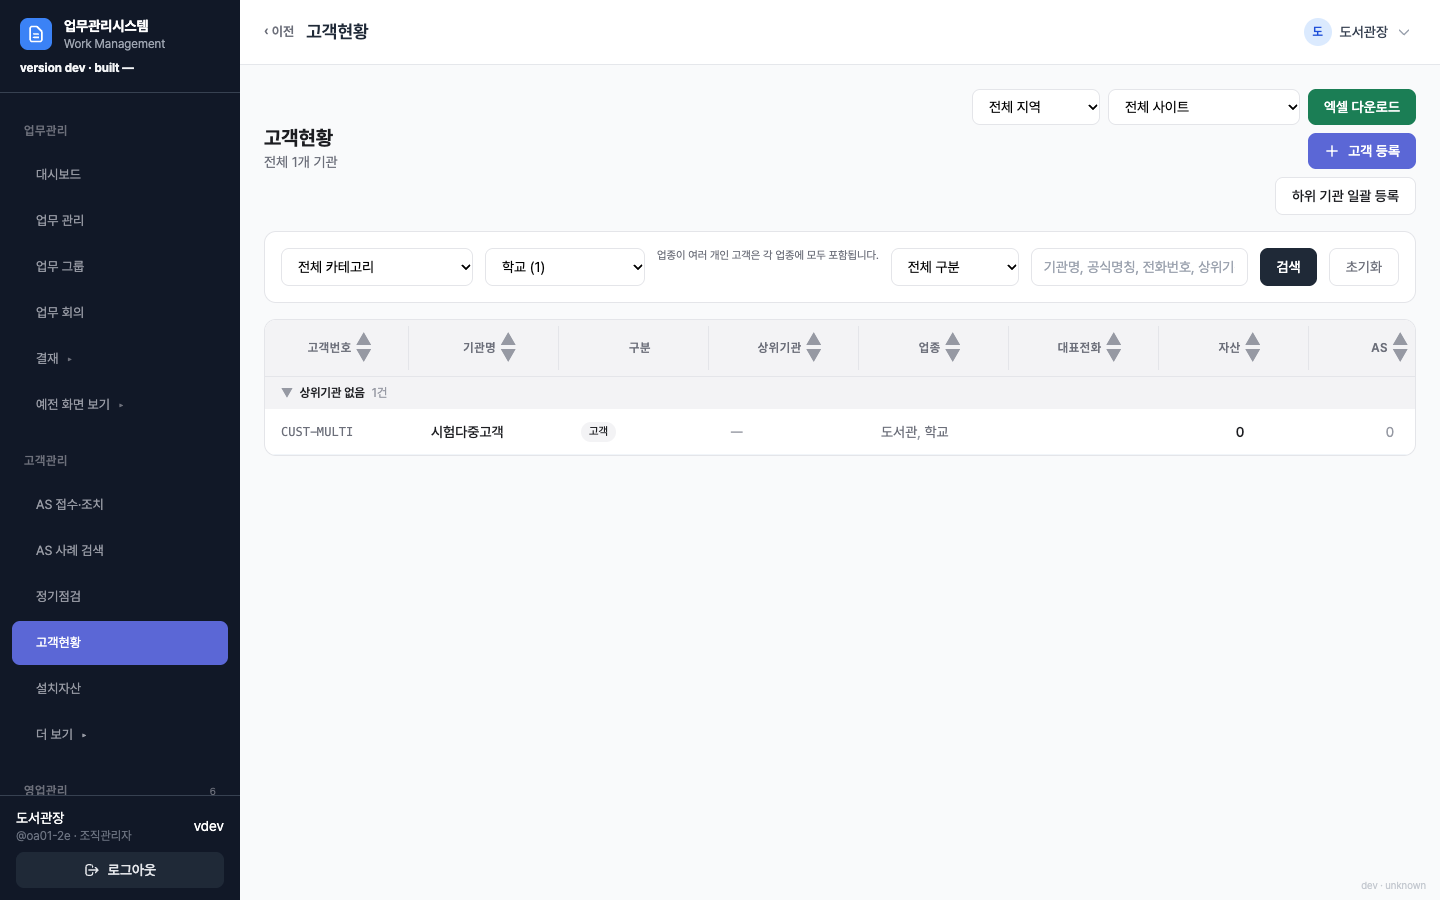 업무관리시스템
Work Management
version dev · built —
업무관리
대시보드
업무 관리
업무 그룹
업무 회의
결재 ▸
예전 화면 보기 ▸
고객관리
AS 접수·조치
AS 사례 검색
정기점검
고객현황
설치자산
더 보기 ▸
영업관리 6
도서관장
@oa01-2e · 조직관리자
vdev
로그아웃
‹ 이전 고객현황
도 도서관장
고객현황
전체 1개 기관
전체 지역 전체 사이트 엑셀 다운로드
고객 등록
하위 기관 일괄 등록
전체 카테고리 학교 (1) 업종이 여러 개인 고객은 각 업종에 모두 포함됩니다. 전체 구분 기관명, 공식명칭, 전화번호, 상위기 검색 초기화
고객번호 기관명 구분 상위기관 업종 대표전화 자산 AS
▼ 상위기관 없음 1건
CUST-MULTI 시험다중고객 고객 — 도서관, 학교 0 0
dev · unknown